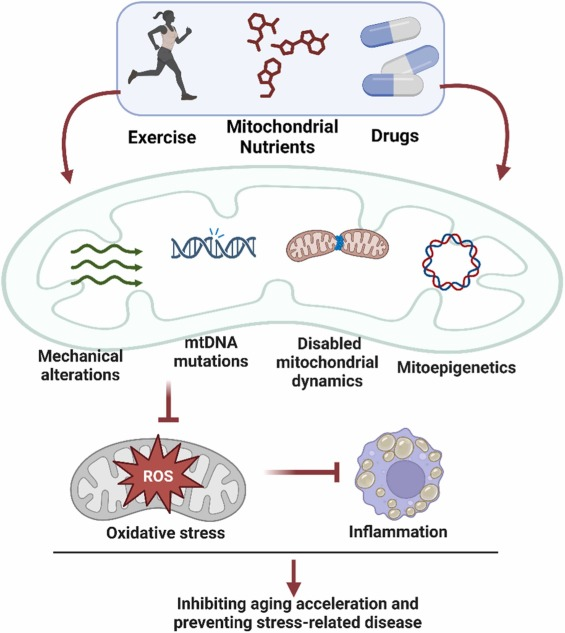 Exercise
Mitochondrial
Nutrients
Drugs
Mechanical
alterations
mtDNA
mutations
Disabled
mitochondrial
dynamics
Mitoepigenetics
ROS
Oxidative stress
Inflammation
Inhibiting aging acceleration and
preventing stress-related disease